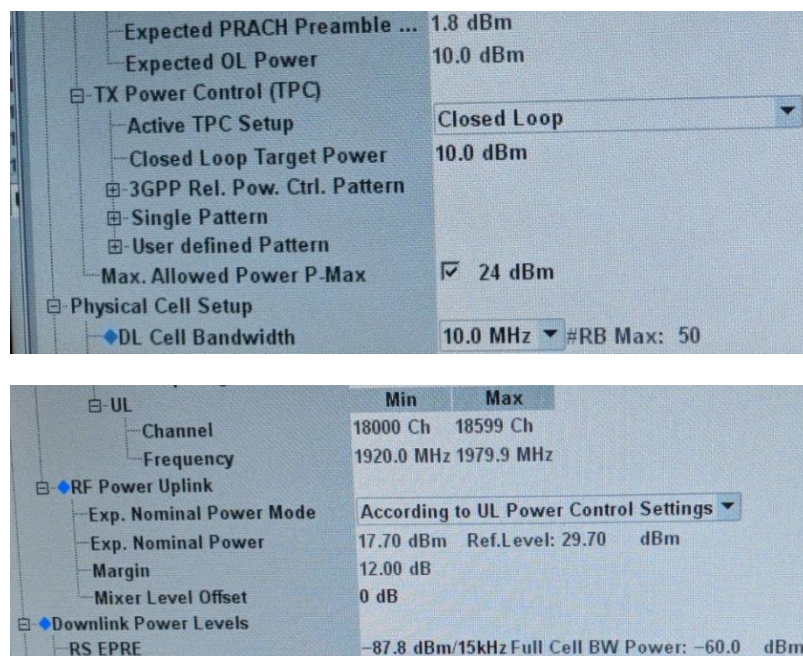 Expected PRACH Preamble ... 1.8 dBm
Expected OL Power 10.0 dBm
TX Power Control (TPC)
Active TPC Setup Closed Loop
Closed Loop Target Power 10.0 dBm
3GPP Rel. Pow. Ctrl. Pattern
Single Pattern
User defined Pattern
Max. Allowed Power P-Max 24 dBm
Physical Cell Setup
DL Cell Bandwidth 10.0 MHz #RB Max: 50
Min Max
UL
Channel 18000 Ch 18599 Ch
Frequency 1920.0 MHz 1979.9 MHz
RF Power Uplink
Exp. Nominal Power Mode According to UL Power Control Settings
Exp. Nominal Power 17.70 dBm Ref.Level: 29.70 dBm
Margin 12.00 dB
Mixer Level Offset 0 dB
Downlink Power Levels
RS EPRE -87.8 dBm/15kHz Full Cell BW Power: -60.0 dBm